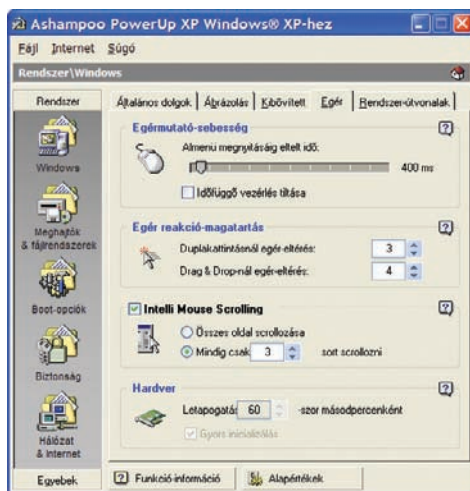 Ashampoo PowerUp XP Windows® XP-hez
Fájl Internet Súgó
Rendszer\Windows
Rendszer
Windows
Meghajtók
& fájlrendszerek
Boot-opciók
Biztonság
Hálózat
& Internet
Egyebek
Általános dolgok Ábrázolás Kibővített Egér Rendszer-útvonalak
Egérmutató-sebesség
Almenü megnyitásáig eltelt idő:
400 ms
Időfüggő vezérlés tiltása
Egér reakció-magatartás
Duplakattintásnál egér-eltérés: 3
Drag & Drop-nál egér-eltérés: 4
Intelli Mouse Scrolling
Összes oldal scrollozása
Mindig csak 3 sort scrollozni
Hardver
Letapogatás 60 -szor másodpercenként
Gyors inicializálás
Funkció-információ Alapértékek